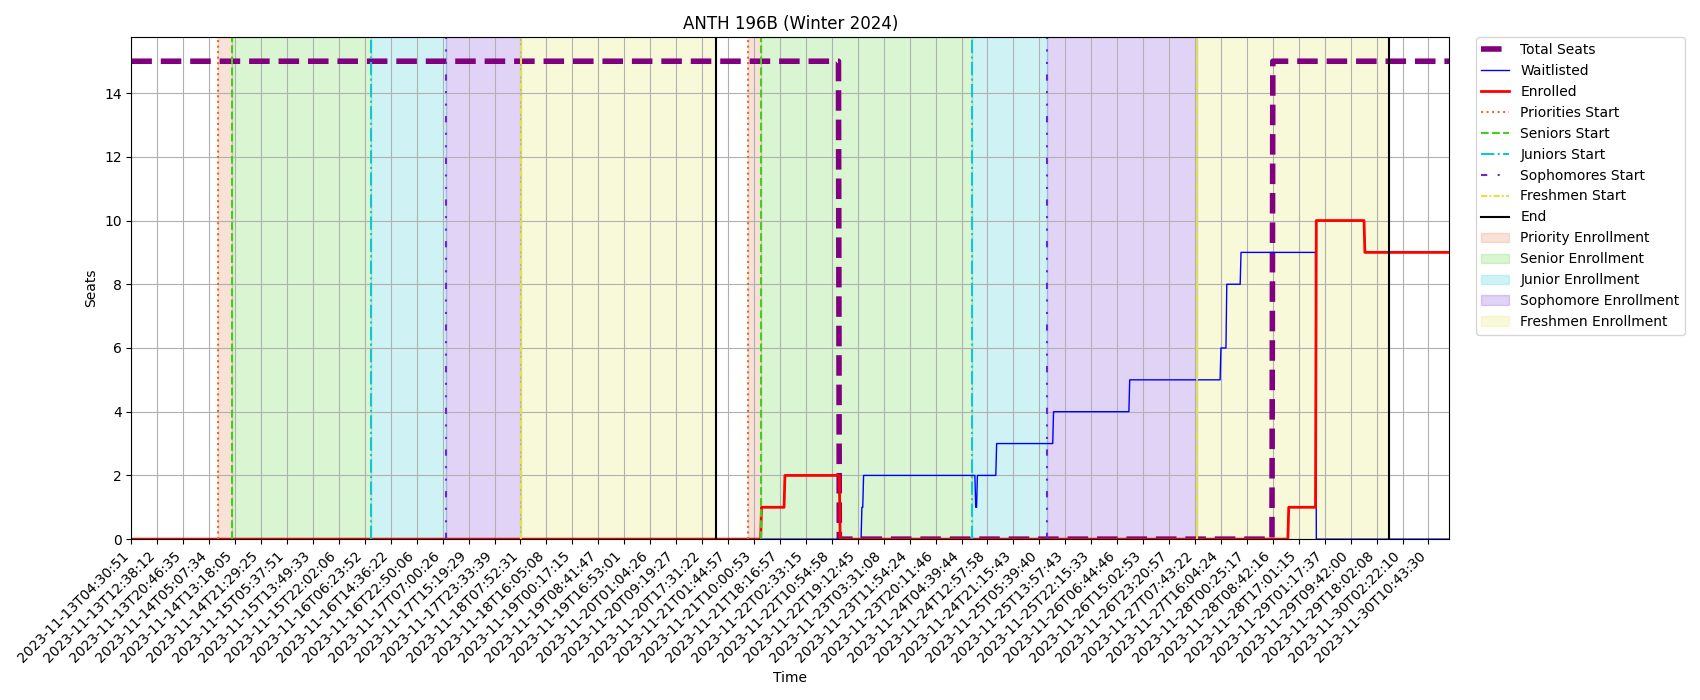 ANTH 196B (Winter 2024)
Seats
14
12
10
8
6
4
2
0
2023-11-13T04:30:51
2023-11-13T12:38:12
2023-11-13T20:46:35
2023-11-14T05:07:34
2023-11-14T13:18:05
2023-11-14T21:29:25
2023-11-15T05:37:51
2023-11-15T13:49:33
2023-11-15T22:02:06
2023-11-16T06:23:52
2023-11-16T14:36:22
2023-11-16T22:50:06
2023-11-17T07:00:26
2023-11-17T15:19:29
2023-11-17T23:33:39
2023-11-18T07:52:31
2023-11-18T16:05:08
2023-11-19T00:17:15
2023-11-19T08:41:47
2023-11-19T16:53:01
2023-11-20T01:04:26
2023-11-20T09:19:27
2023-11-20T17:31:22
2023-11-21T01:44:57
2023-11-21T10:00:53
2023-11-21T18:16:57
2023-11-22T02:33:15
2023-11-22T10:54:58
2023-11-22T19:12:45
2023-11-23T03:31:08
2023-11-23T11:54:24
2023-11-23T20:11:46
2023-11-24T04:39:44
2023-11-24T12:57:58
2023-11-24T21:15:43
2023-11-25T05:39:40
2023-11-25T13:57:43
2023-11-25T22:15:33
2023-11-26T06:44:46
2023-11-26T15:02:53
2023-11-26T23:20:57
2023-11-27T07:43:22
2023-11-27T16:04:24
2023-11-28T00:25:17
2023-11-28T08:42:16
2023-11-28T17:01:15
2023-11-29T01:17:37
2023-11-29T09:42:00
2023-11-29T18:02:08
2023-11-30T02:22:10
2023-11-30T10:43:30
Time
Total Seats
Waitlisted
Enrolled
Priorities Start
Seniors Start
Juniors Start
Sophomores Start
Freshmen Start
End
Priority Enrollment
Senior Enrollment
Junior Enrollment
Sophomore Enrollment
Freshmen Enrollment